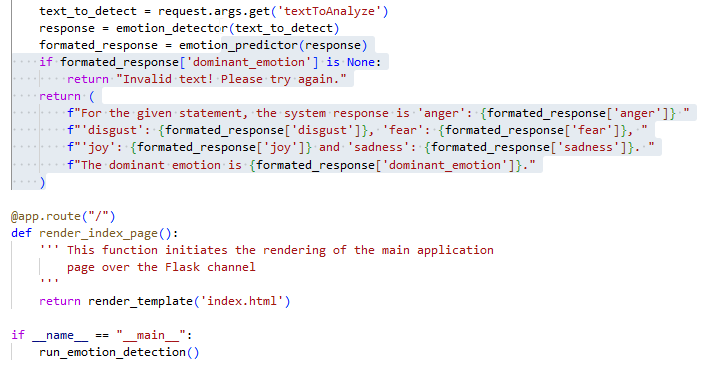 text_to_detect = request.args.get('textToAnalyze')
response = emotion_detector(text_to_detect)
formated_response = emotion_predictor(response)
if formated_response['dominant_emotion'] is None:
return "Invalid text! Please try again."
return (
f"For the given statement, the system response is 'anger': {formated_response['anger']} "
f"'disgust': {formated_response['disgust']}, 'fear': {formated_response['fear']}, "
f"'joy': {formated_response['joy']} and 'sadness': {formated_response['sadness']}. "
f"The dominant emotion is {formated_response['dominant_emotion']}."
)
@app.route("/")
def render_index_page():
''' This function initiates the rendering of the main application
page over the Flask channel
'''
return render_template('index.html')
if __name__ == "__main__":
run_emotion_detection()